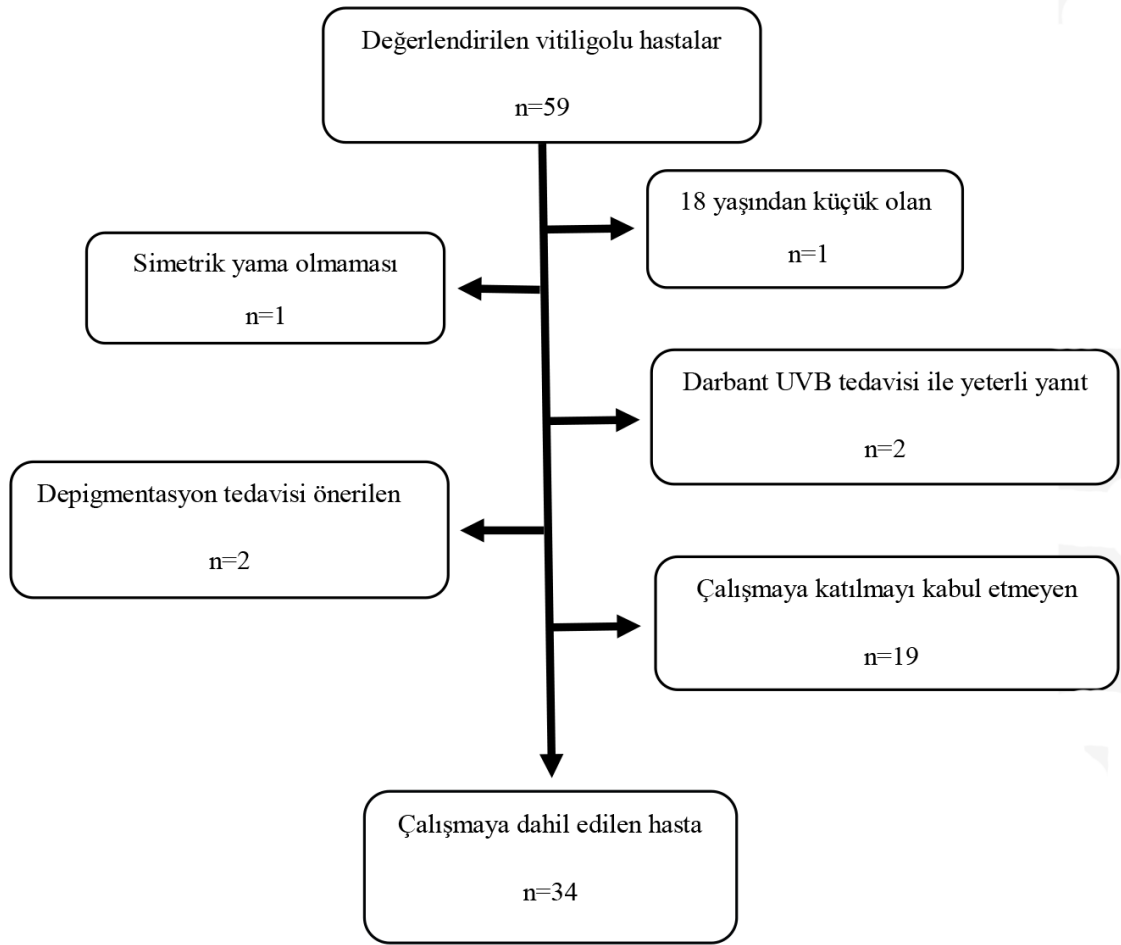 Değerlendirilen vitiligolu hastalar
n=59
18 yaşından küçük olan
n=1
Simetrik yama olmaması
n=1
Darbant UVB tedavisi ile yeterli yanıt
n=2
Depigmentasyon tedavisi önerilen
n=2
Çalışmaya katılmayı kabul etmeyen
n=19
Çalışmaya dahil edilen hasta
n=34